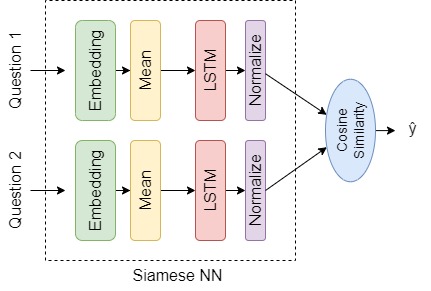 Question 1
Embedding
Mean
LSTM
Normalize
Question 2
Embedding
Mean
LSTM
Normalize
Cosine
Similarity
ŷ
Siamese NN